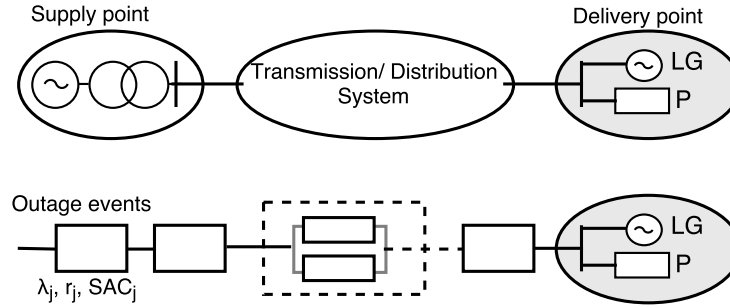 Supply point
Delivery point
Transmission/ Distribution
System
LG
P
Outage events
λj, rj, SACj
LG
P